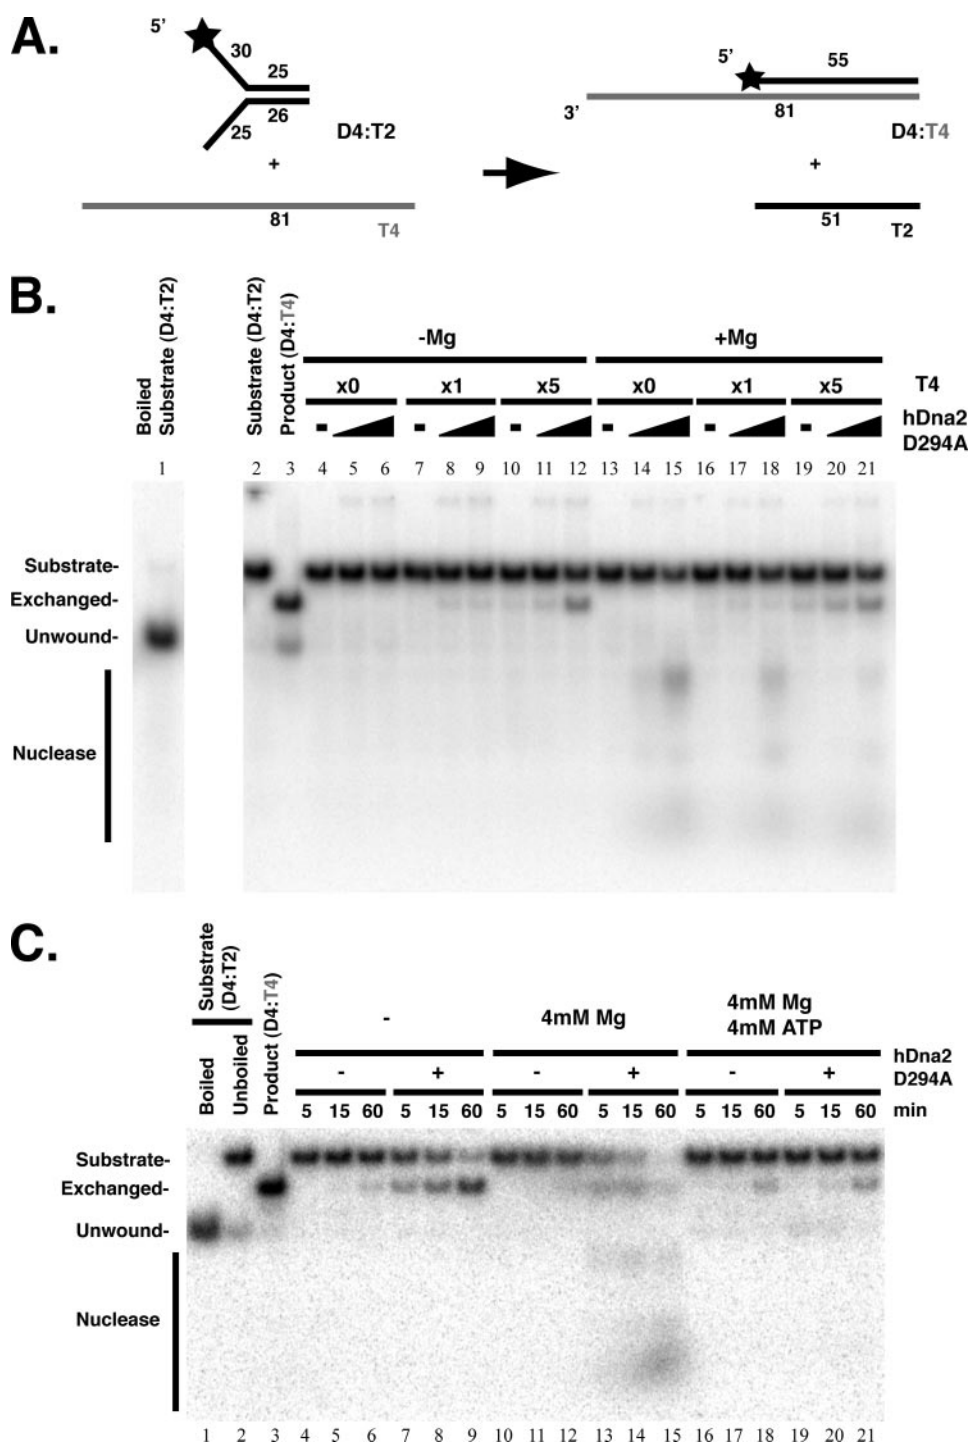 A.
5’
30
25
26
25
D4:T2
+
81
T4
5’
55
3’
81
D4:T4
+
51
T2
B.
Boiled
Substrate (D4:T2)
Substrate (D4:T2)
Product (D4:T4)
-Mg
+Mg
x0 x1 x5 x0 x1 x5 T4
- - - - - - hDna2
D294A
1 2 3 4 5 6 7 8 9 10 11 12 13 14 15 16 17 18 19 20 21
Substrate-
Exchanged-
Unwound-
Nuclease
C.
Substrate
(D4:T2)
Boiled
Unboiled
Product (D4:T4)
-
4mM Mg
4mM Mg
4mM ATP
hDna2
- + - + - + D294A
5 15 60 5 15 60 5 15 60 5 15 60 5 15 60 5 15 60 min
Substrate-
Exchanged-
Unwound-
Nuclease
1 2 3 4 5 6 7 8 9 10 11 12 13 14 15 16 17 18 19 20 21